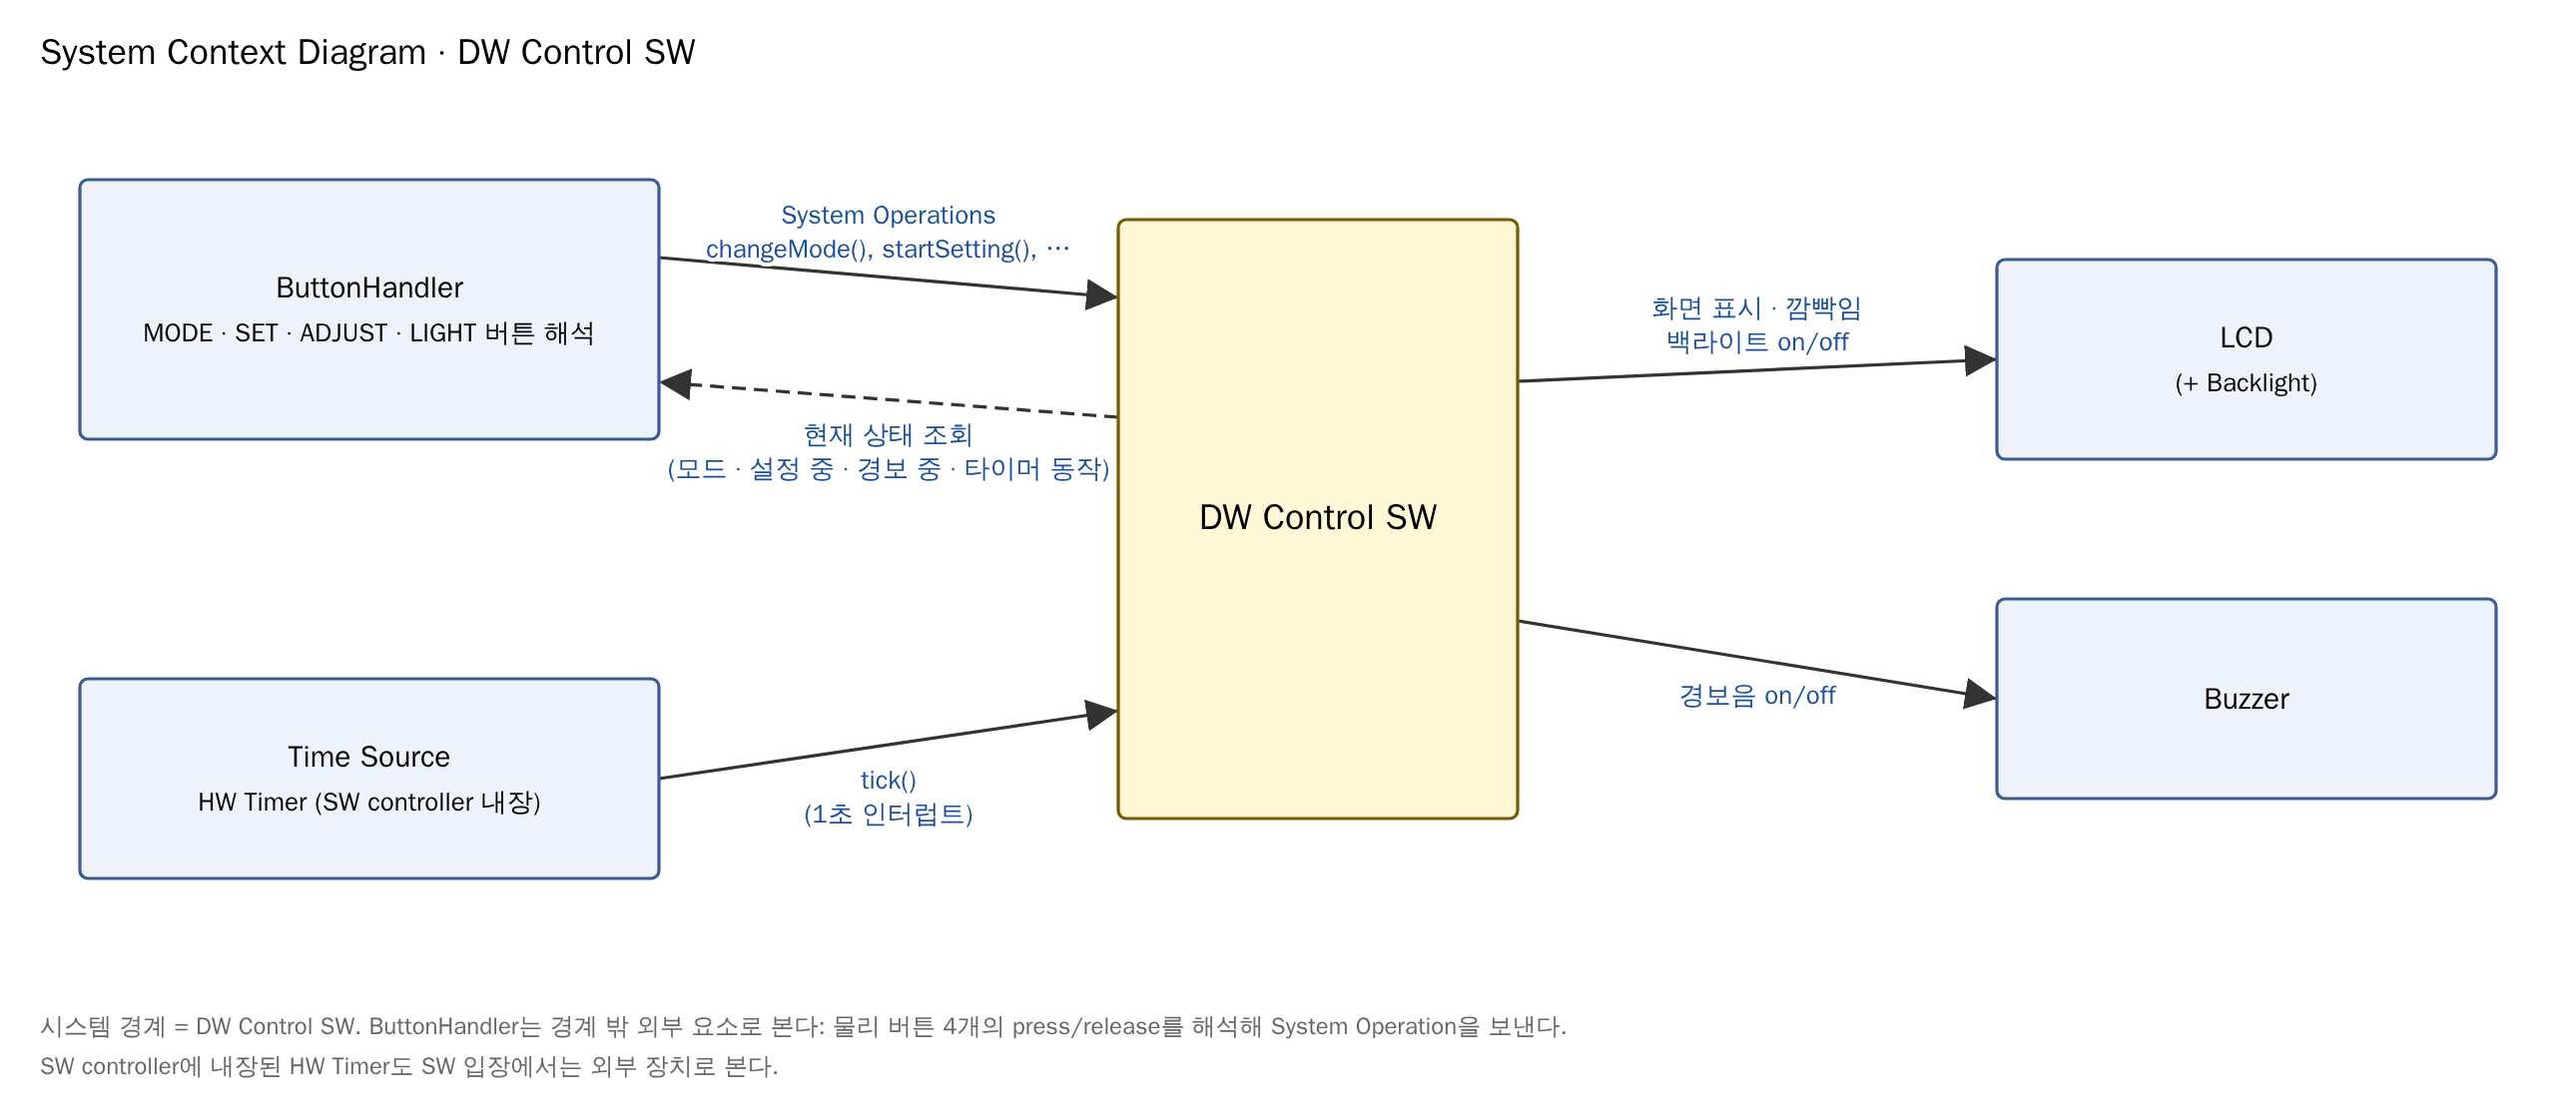 System Context Diagram · DW Control SW
ButtonHandler
MODE · SET · ADJUST · LIGHT 버튼 해석
System Operations
changeMode(), startSetting(), ⋯
현재 상태 조회
(모드 · 설정 중 · 경보 중 · 타이머 동작)
Time Source
HW Timer (SW controller 내장)
tick()
(1초 인터럽트)
DW Control SW
화면 표시 · 깜빡임
백라이트 on/off
LCD
(+ Backlight)
경보음 on/off
Buzzer
시스템 경계 = DW Control SW. ButtonHandler는 경계 밖 외부 요소로 본다: 물리 버튼 4개의 press/release를 해석해 System Operation을 보낸다.
SW controller에 내장된 HW Timer도 SW 입장에서는 외부 장치로 본다.